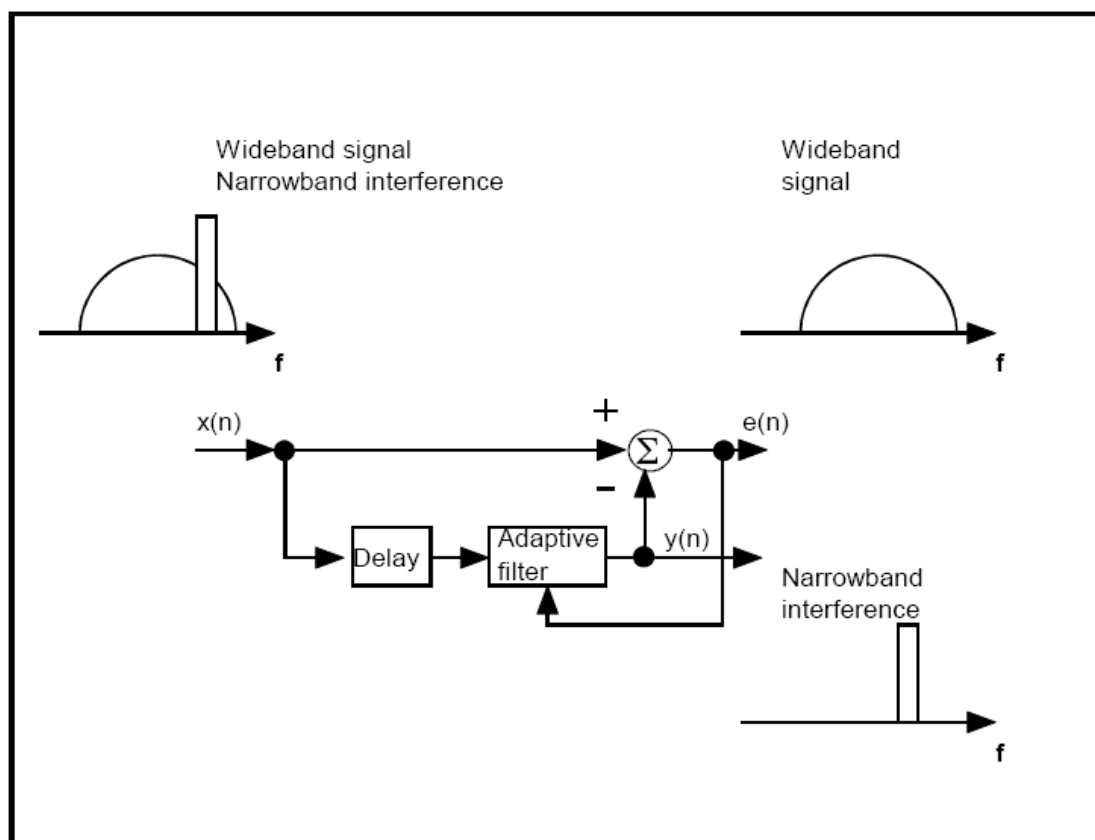 Wideband signal
Narrowband interference
Wideband
signal
f
f
x(n)
+
Σ
e(n)
−
Delay
Adaptive
filter
y(n)
Narrowband
interference
f